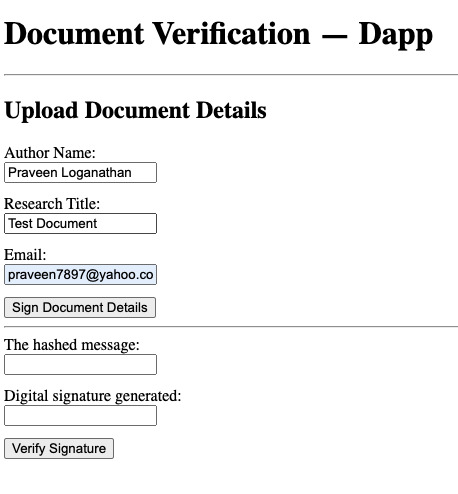 Document Verification — Dapp
Upload Document Details
Author Name:
Praveen Loganathan
Research Title:
Test Document
Email:
praveen7897@yahoo.co
Sign Document Details
The hashed message:
Digital signature generated:
Verify Signature